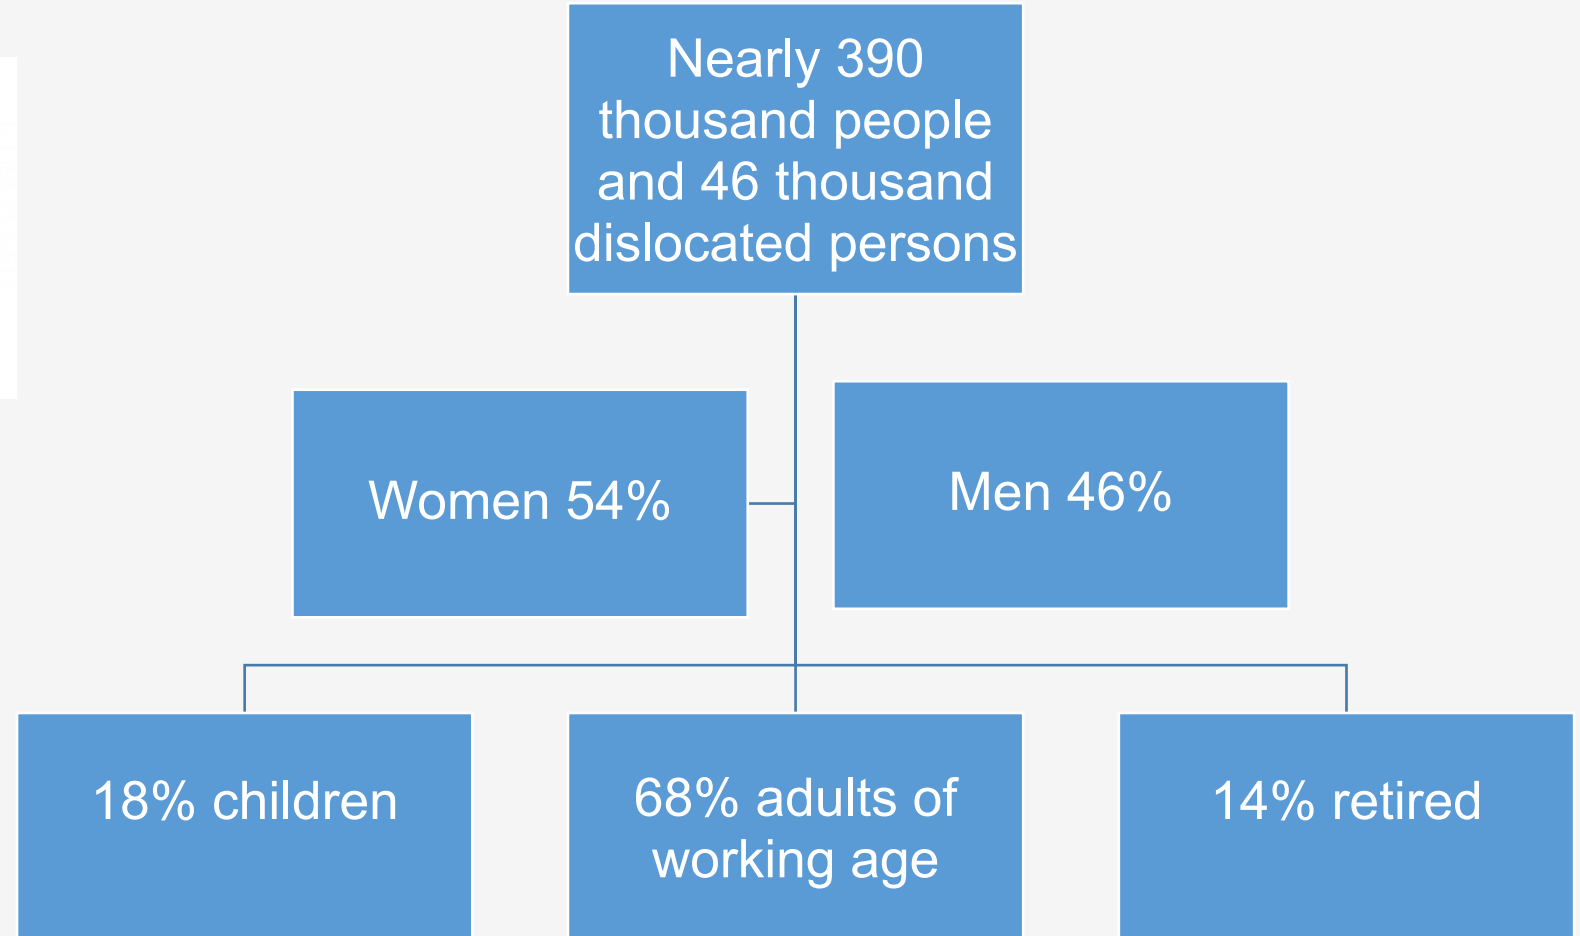 Nearly 390
thousand people
and 46 thousand
dislocated persons
Women 54%
Men 46%
18% children
68% adults of
working age
14% retired